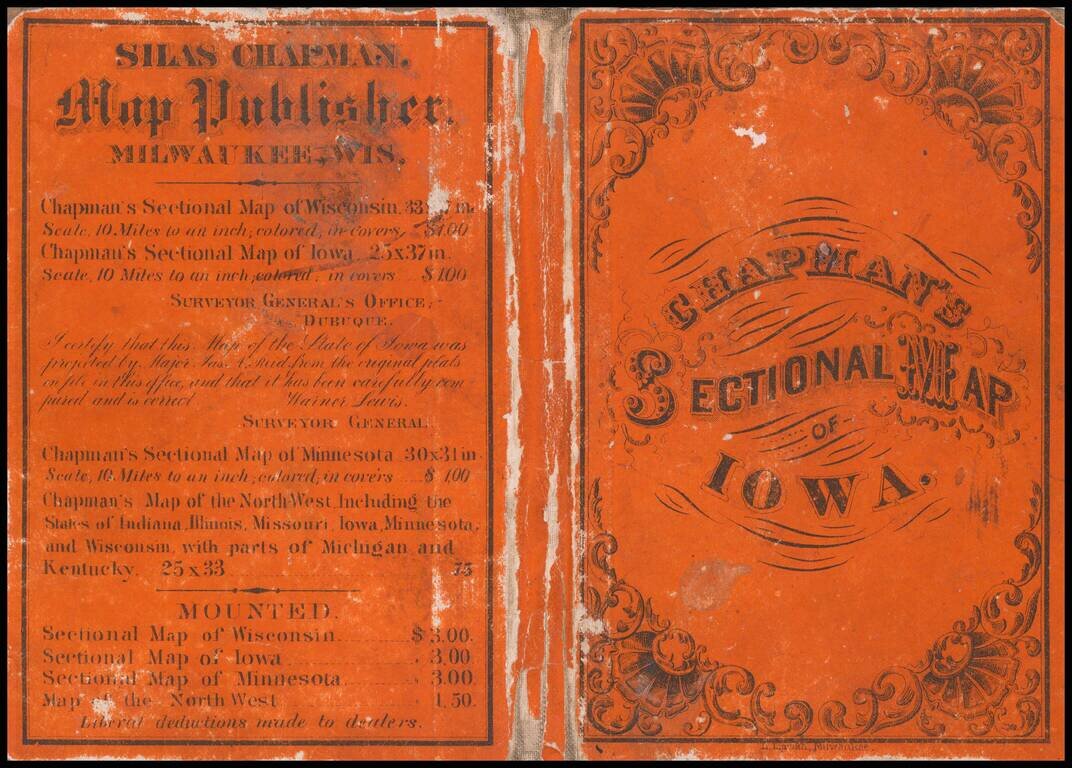 SILAS CHAPMAN.
Map Publisher.
MILWAUKEE, WIS.
Chapman's Sectional Map of Wisconsin, 33 7 in.
Scale, 10 Miles to an inch, colored, in covers $1.00
Chapman's Sectional Map of Iowa 25x37 in.
Scale, 10 Miles to an inch, colored, in covers $1.00
SURVEYOR GENERAL'S OFFICE,
DUBUQUE.
I certify that this Map of the State of Iowa was
projected by Major Jas. Reid from the original plats
on file in this office, and that it has been carefully com
pared and is correct Warner Lewis.
SURVEYOR GENERAL
Chapman's Sectional Map of Minnesota 30x31 in.
Scale, 10 Miles to an inch, colored, in covers $1.00
Chapman's Map of the North West Including the
States of Indiana, Illinois, Missouri, Iowa, Minnesota,
and Wisconsin, with parts of Michigan and
Kentucky. 25x33 75
MOUNTED.
Sectional Map of Wisconsin $3.00.
Sectional Map of Iowa 3.00
Sectional Map of Minnesota 3.00
Map of the North West 1.50.
Liberal deductions made to dealers.
CHAPMAN'S
SECTIONAL MAP
OF
IOWA.
Milwaukee.